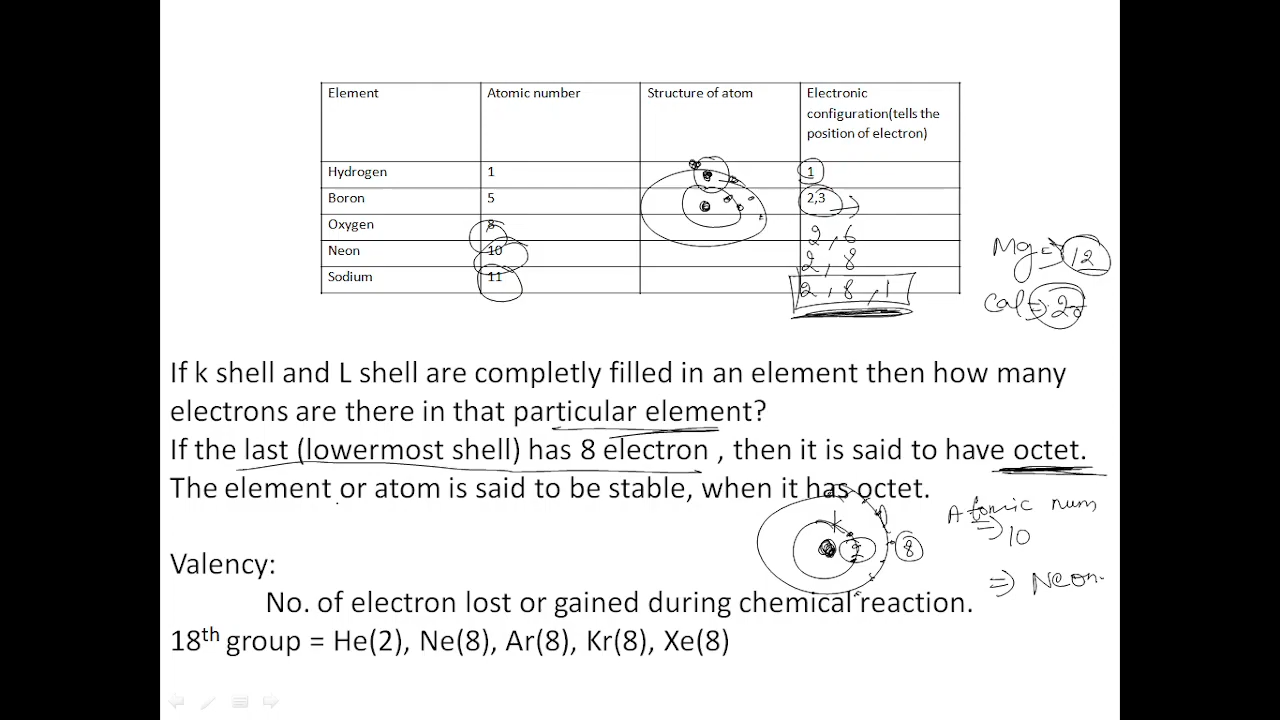 Element Atomic number Structure of atom Electronic
configuration(tells the
position of electron)
Hydrogen 1 1
Boron 5 2,3
Oxygen 8 2,6
Neon 10 2,8
Sodium 11 2,8,1
Mg => 12
Cal => 20
If k shell and L shell are completly filled in an element then how many
electrons are there in that particular element?
If the last (lowermost shell) has 8 electron , then it is said to have octet.
The element or atom is said to be stable, when it has octet.
Atomic num
=> 10
k
2 8
=> Neon.
Valency:
No. of electron lost or gained during chemical reaction.
18th group = He(2), Ne(8), Ar(8), Kr(8), Xe(8)